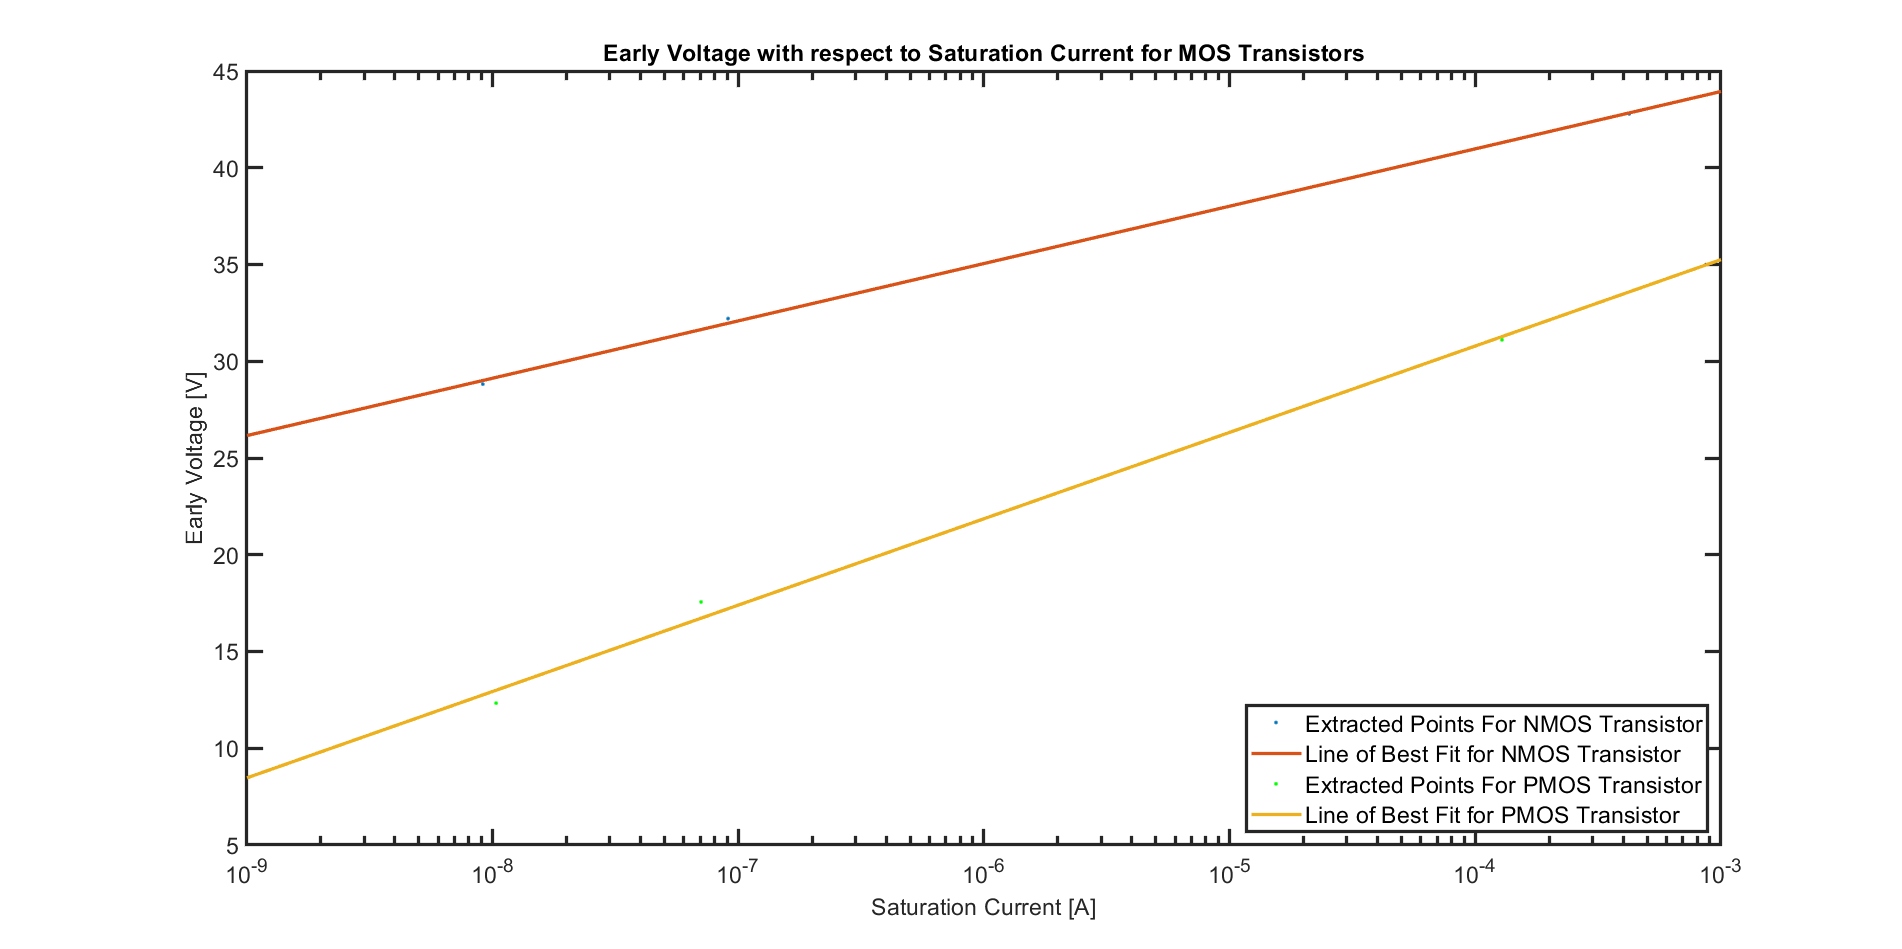 Early Voltage with respect to Saturation Current for MOS Transistors
45
40
35
30
25
20
15
10
5
Early Voltage [V]
10-9 10-8 10-7 10-6 10-5 10-4 10-3
Saturation Current [A]
Extracted Points For NMOS Transistor
Line of Best Fit for NMOS Transistor
Extracted Points For PMOS Transistor
Line of Best Fit for PMOS Transistor